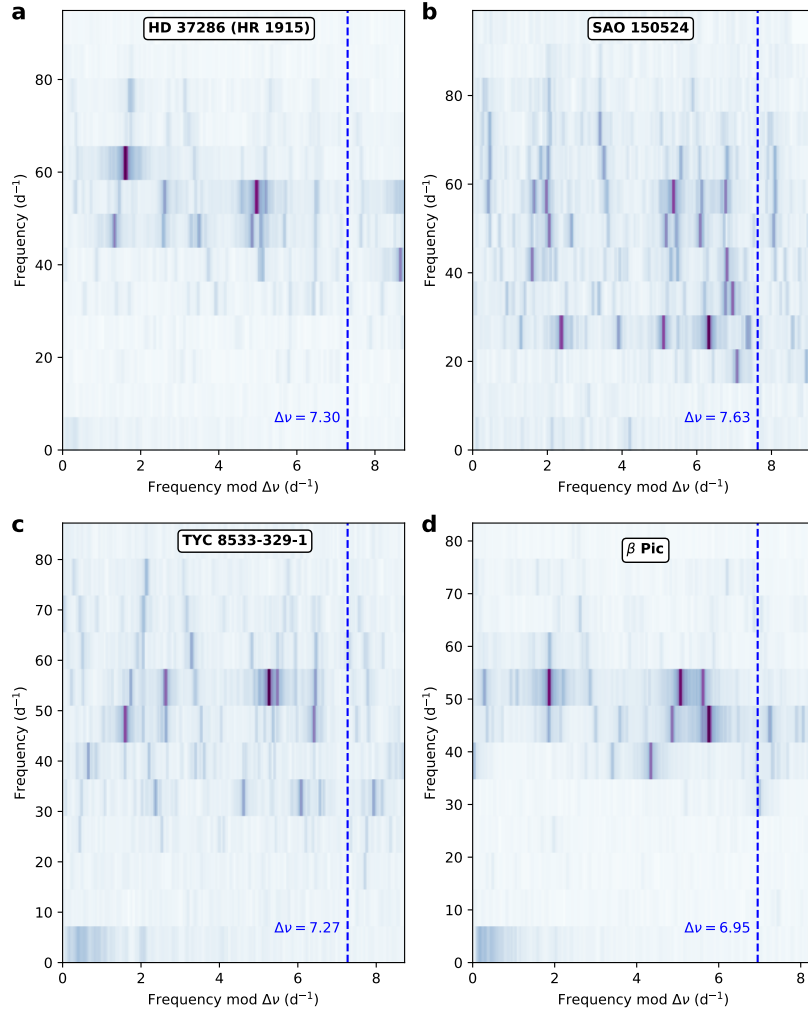 a
HD 37286 (HR 1915)
80
60
40
20
0
Frequency (d⁻¹)
Δν = 7.30
0 2 4 6 8
Frequency mod Δν (d⁻¹)
b
SAO 150524
80
60
40
20
0
Frequency (d⁻¹)
Δν = 7.63
0 2 4 6 8
Frequency mod Δν (d⁻¹)
c
TYC 8533-329-1
80
70
60
50
40
30
20
10
0
Frequency (d⁻¹)
Δν = 7.27
0 2 4 6 8
Frequency mod Δν (d⁻¹)
d
β Pic
80
70
60
50
40
30
20
10
0
Frequency (d⁻¹)
Δν = 6.95
0 2 4 6 8
Frequency mod Δν (d⁻¹)